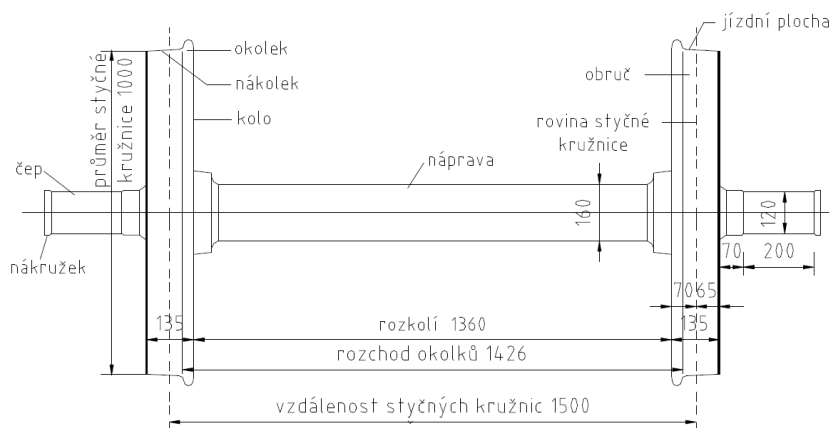 jízdní plocha
okolek
nákolek
obruč
kolo
rovina styčné
kružnice
průměr styčné
kružnice 1000
čep
náprava
nákružek
160
120
70
200
70
65
135
rozkolí 1360
135
rozchod okolků 1426
vzdálenost styčných kružnic 1500